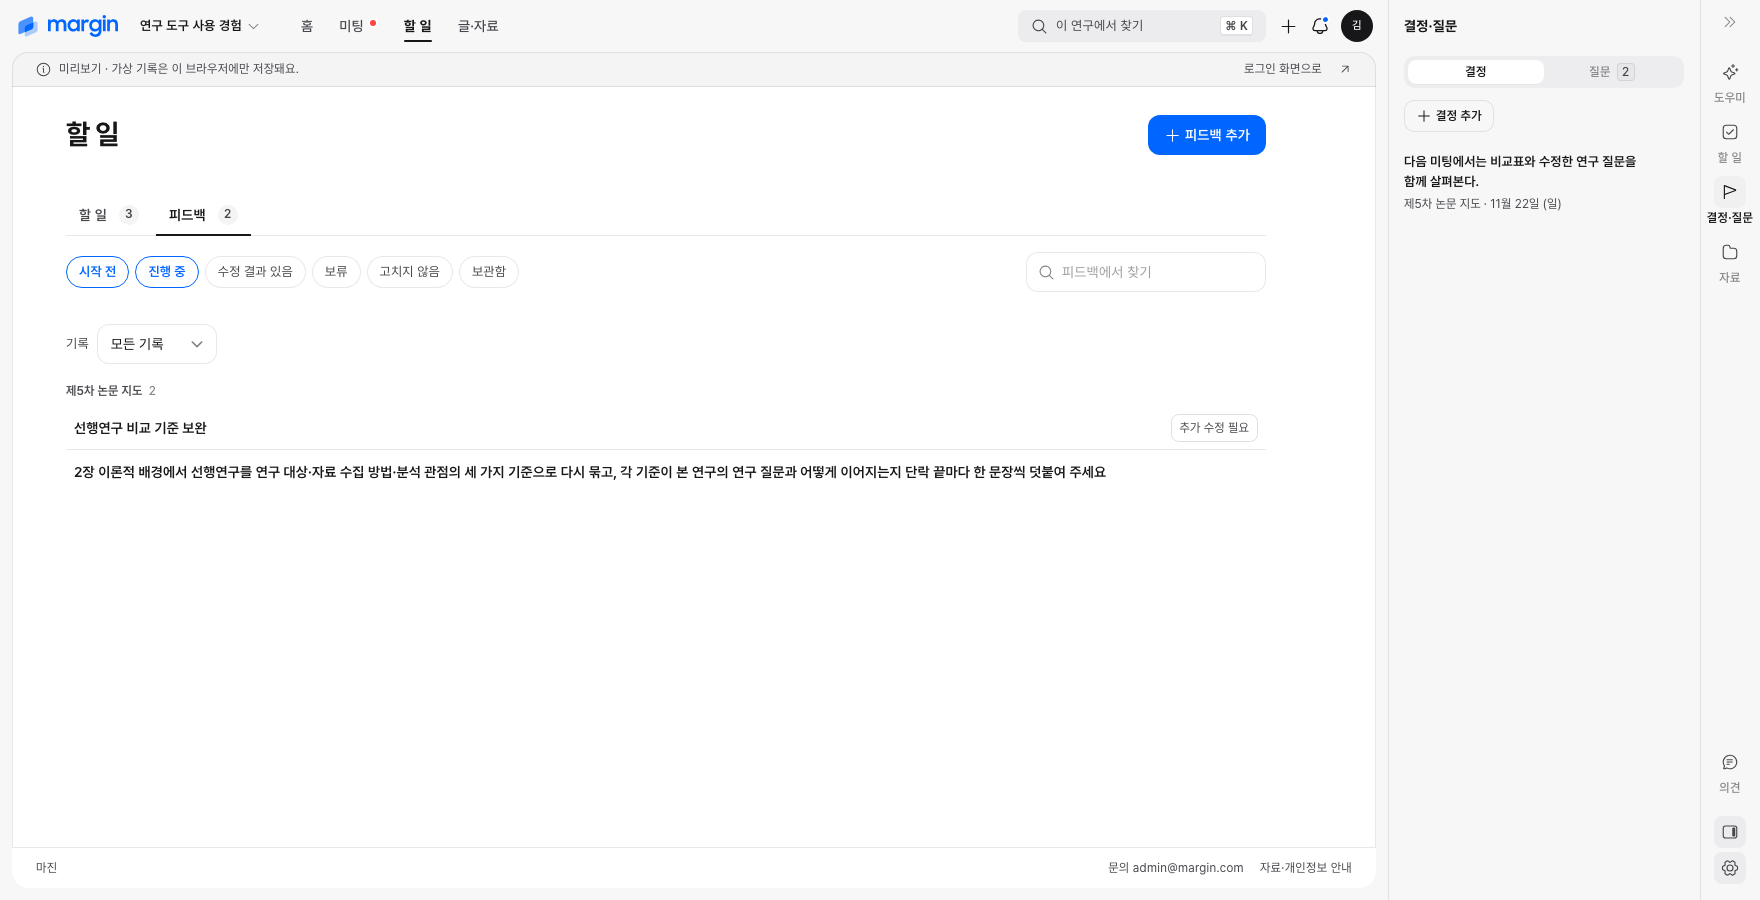 margin
연구 도구 사용 경험
홈
미팅
할 일
글·자료
이 연구에서 찾기
⌘ K
김
미리보기 · 가상 기록은 이 브라우저에만 저장돼요.
로그인 화면으로
할 일
피드백 추가
할 일 3
피드백 2
시작 전
진행 중
수정 결과 있음
보류
고치지 않음
보관함
피드백에서 찾기
기록
모든 기록
제5차 논문 지도 2
선행연구 비교 기준 보완
추가 수정 필요
2장 이론적 배경에서 선행연구를 연구 대상·자료 수집 방법·분석 관점의 세 가지 기준으로 다시 묶고, 각 기준이 본 연구의 연구 질문과 어떻게 이어지는지 단락 끝마다 한 문장씩 덧붙여 주세요
마진
문의 admin@margin.com
자료·개인정보 안내
결정·질문
결정
질문 2
결정 추가
다음 미팅에서는 비교표와 수정한 연구 질문을
함께 살펴본다.
제5차 논문 지도 · 11월 22일 (일)
도우미
할 일
결정·질문
자료
의견